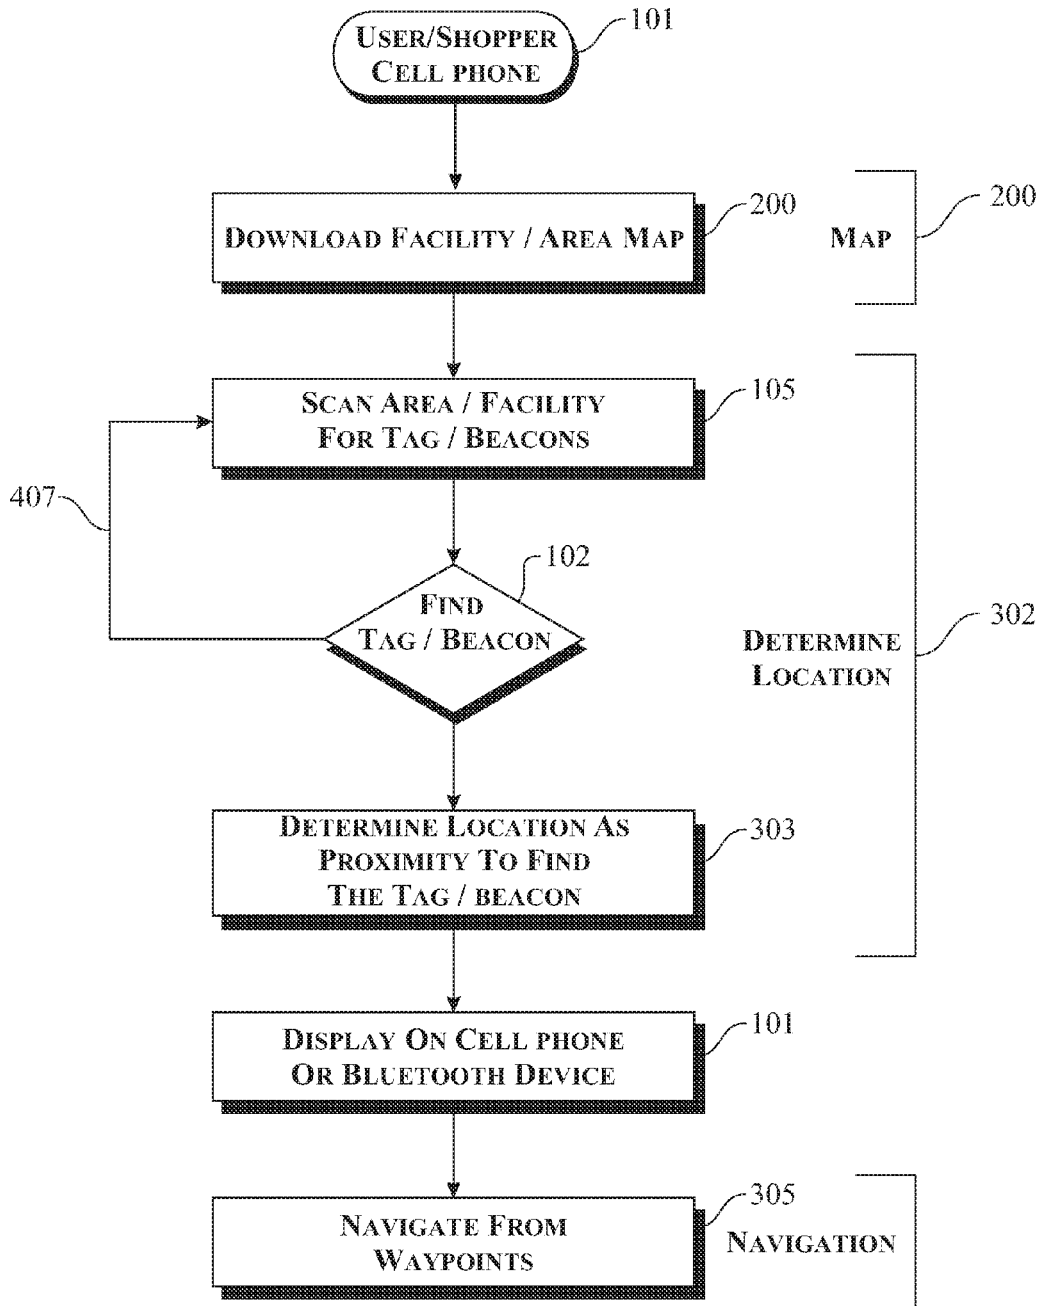 USER/SHOPPER
CELL PHONE
101
DOWNLOAD FACILITY / AREA MAP
200
MAP
200
SCAN AREA / FACILITY
FOR TAG / BEACONS
105
407
FIND
TAG / BEACON
102
DETERMINE
LOCATION
302
DETERMINE LOCATION AS
PROXIMITY TO FIND
THE TAG / BEACON
303
DISPLAY ON CELL PHONE
OR BLUETOOTH DEVICE
101
NAVIGATE FROM
WAYPOINTS
305
NAVIGATION